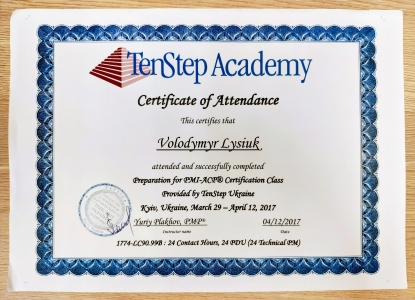 TenStep Academy
Certificate of Attendance
This certifies that
Volodymyr Lysiuk
attended and successfully completed
Preparation for PMI-ACP® Certification Class
Provided by TenStep Ukraine
Kyiv, Ukraine, March 29 – April 12, 2017
Yuriy Plakhov, PMP® 04/12/2017
Instructor name Date
1774-LC90.99B : 24 Contact Hours, 24 PDU (24 Technical PM)